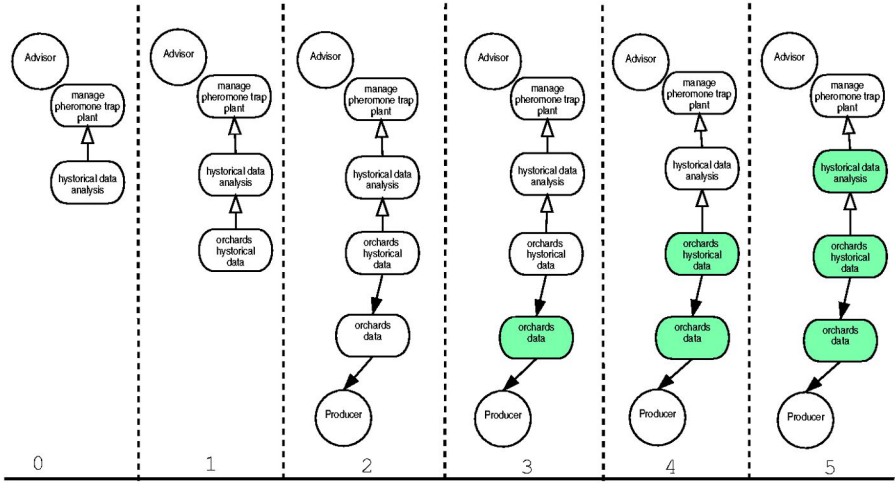 Advisor
manage
pheromone trap
plant
hystorical data
analysis
0
Advisor
manage
pheromone trap
plant
hystorical data
analysis
orchards
hystorical
data
1
Advisor
manage
pheromone trap
plant
hystorical data
analysis
orchards
hystorical
data
orchards
data
Producer
2
Advisor
manage
pheromone trap
plant
hystorical data
analysis
orchards
hystorical
data
orchards
data
Producer
3
Advisor
manage
pheromone trap
plant
hystorical data
analysis
orchards
hystorical
data
orchards
data
Producer
4
Advisor
manage
pheromone trap
plant
hystorical data
analysis
orchards
hystorical
data
orchards
data
Producer
5